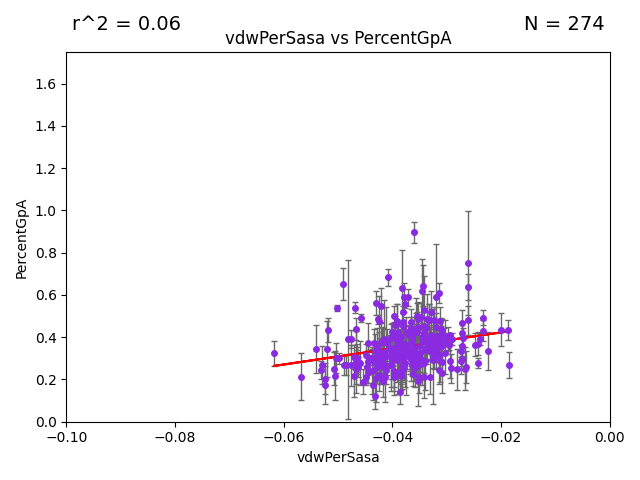 r^2 = 0.06
N = 274
vdwPerSasa vs PercentGpA
1.6
1.4
1.2
1.0
0.8
0.6
0.4
0.2
0.0
PercentGpA
−0.10 −0.08 −0.06 −0.04 −0.02 0.00
vdwPerSasa